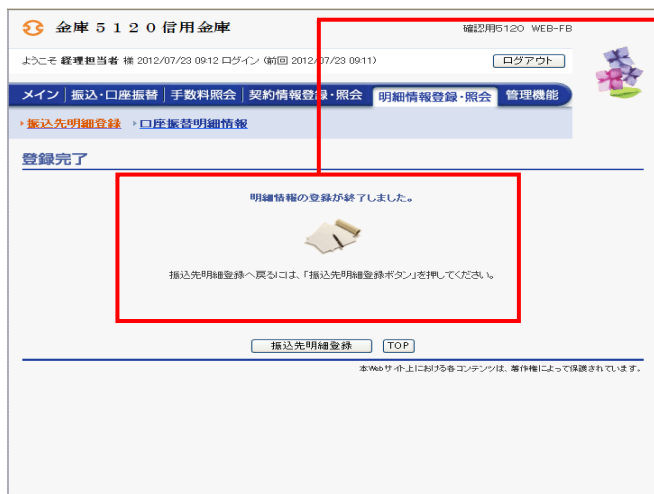 金庫5120信用金庫
確認用5120 WEB-FB
ようこそ 経理担当者 様 2012/07/23 09:12 ログイン (前回 2012/07/23 09:11)
ログアウト
メイン 振込・口座振替 手数料照会 契約情報登録・照会 明細情報登録・照会 管理機能
振込先明細登録 口座振替明細情報
登録完了
明細情報の登録が終了しました。
振込先明細登録へ戻るには、「振込先明細登録ボタン」を押してください。
振込先明細登録 TOP
本Webサイト上における各コンテンツは、著作権によって保護されています。